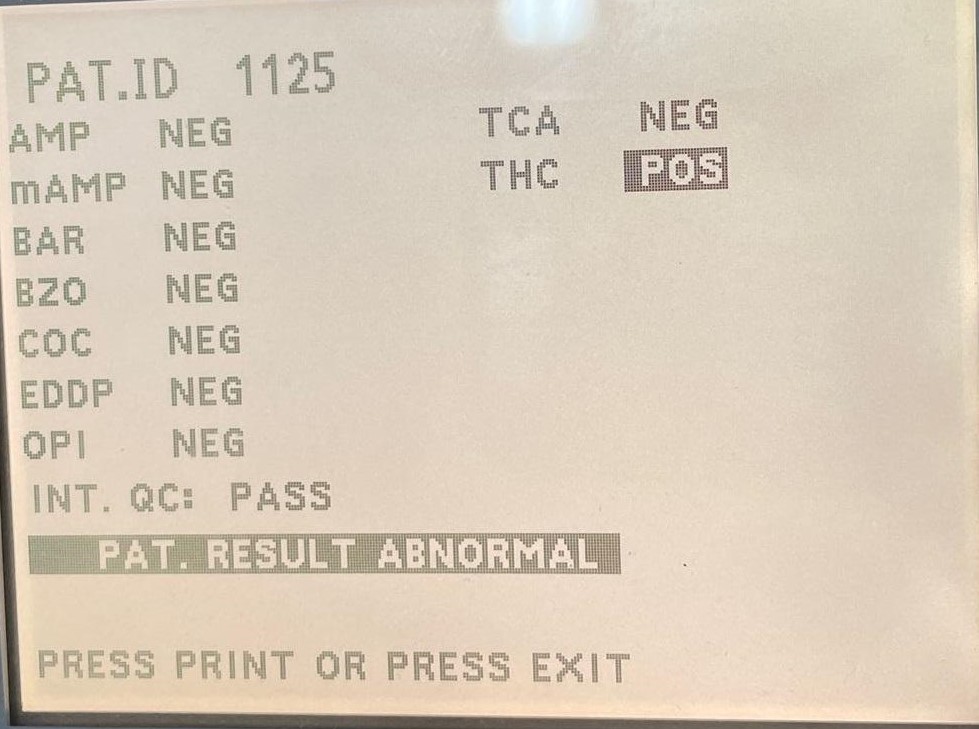 PAT.ID 1125
AMP NEG
TCA NEG
mAMP NEG
THC POS
BAR NEG
BZO NEG
COC NEG
EDDP NEG
OPI NEG
INT. QC: PASS
PAT. RESULT ABNORMAL
PRESS PRINT OR PRESS EXIT